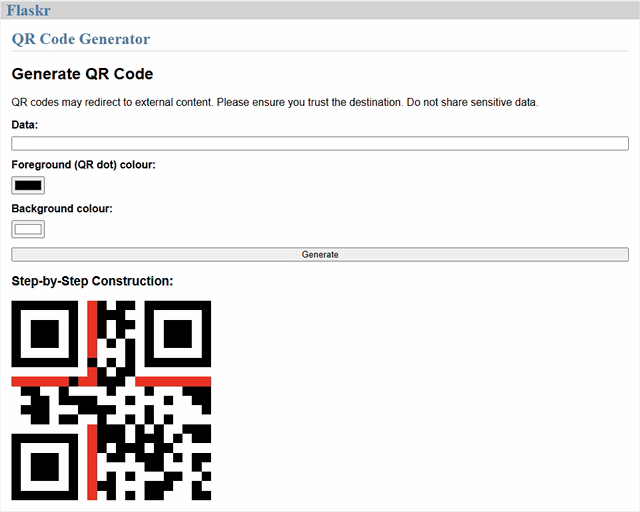 Flaskr
QR Code Generator
Generate QR Code
QR codes may redirect to external content. Please ensure you trust the destination. Do not share sensitive data.
Data:
Foreground (QR dot) colour:
Background colour:
Generate
Step-by-Step Construction: